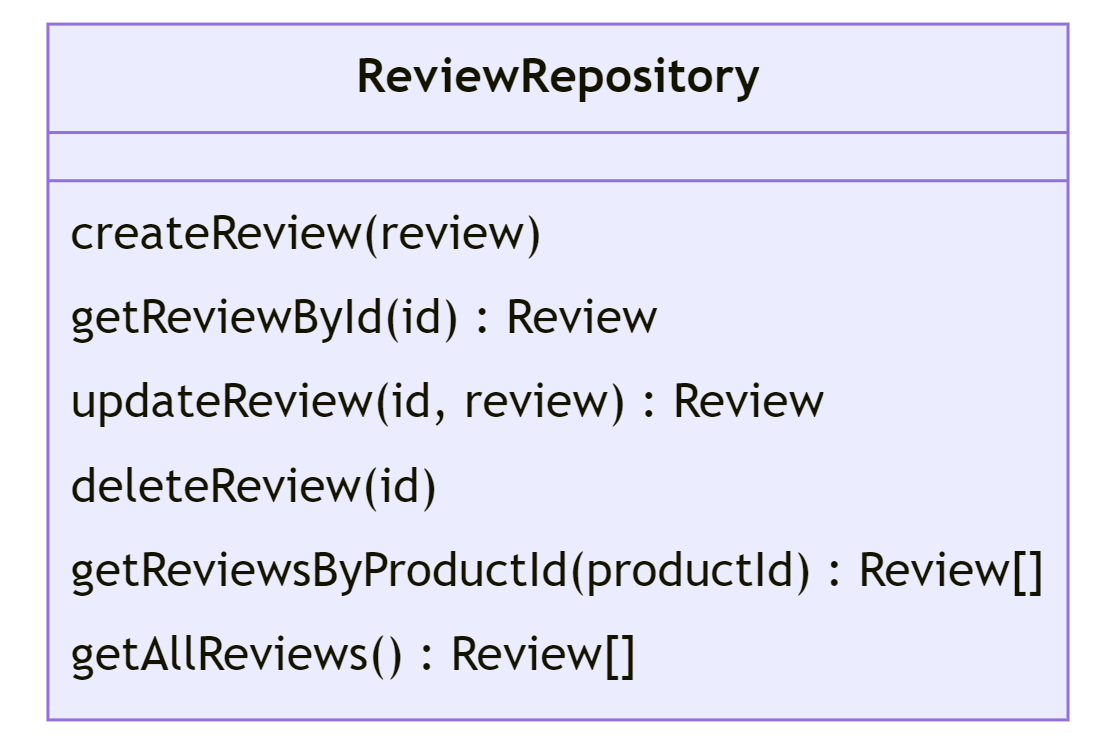 ReviewRepository
createReview(review)
getReviewById(id) : Review
updateReview(id, review) : Review
deleteReview(id)
getReviewsByProductId(productId) : Review[]
getAllReviews() : Review[]